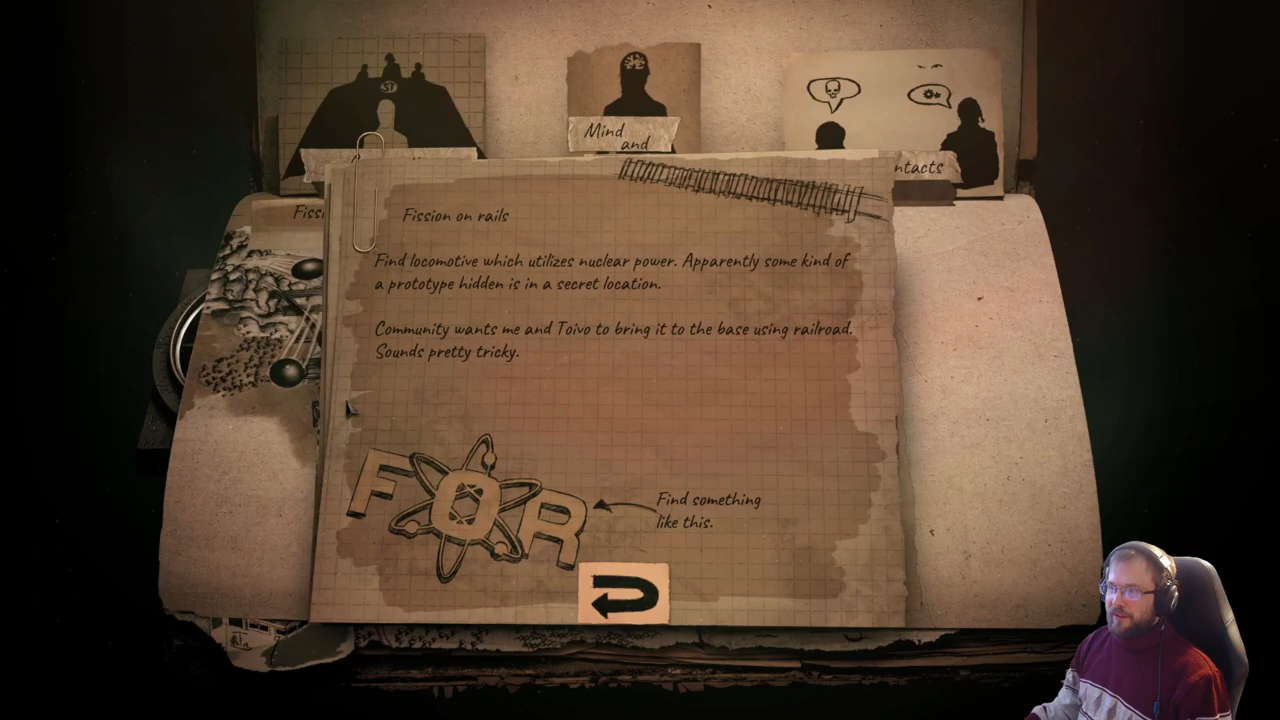 ST
Mind
and
ntacts
Fissi
Fission on rails
Find locomotive which utilizes nuclear power. Apparently some kind of
a prototype hidden is in a secret location.
Community wants me and Toivo to bring it to the base using railroad.
Sounds pretty tricky.
FOR
Find something
like this.